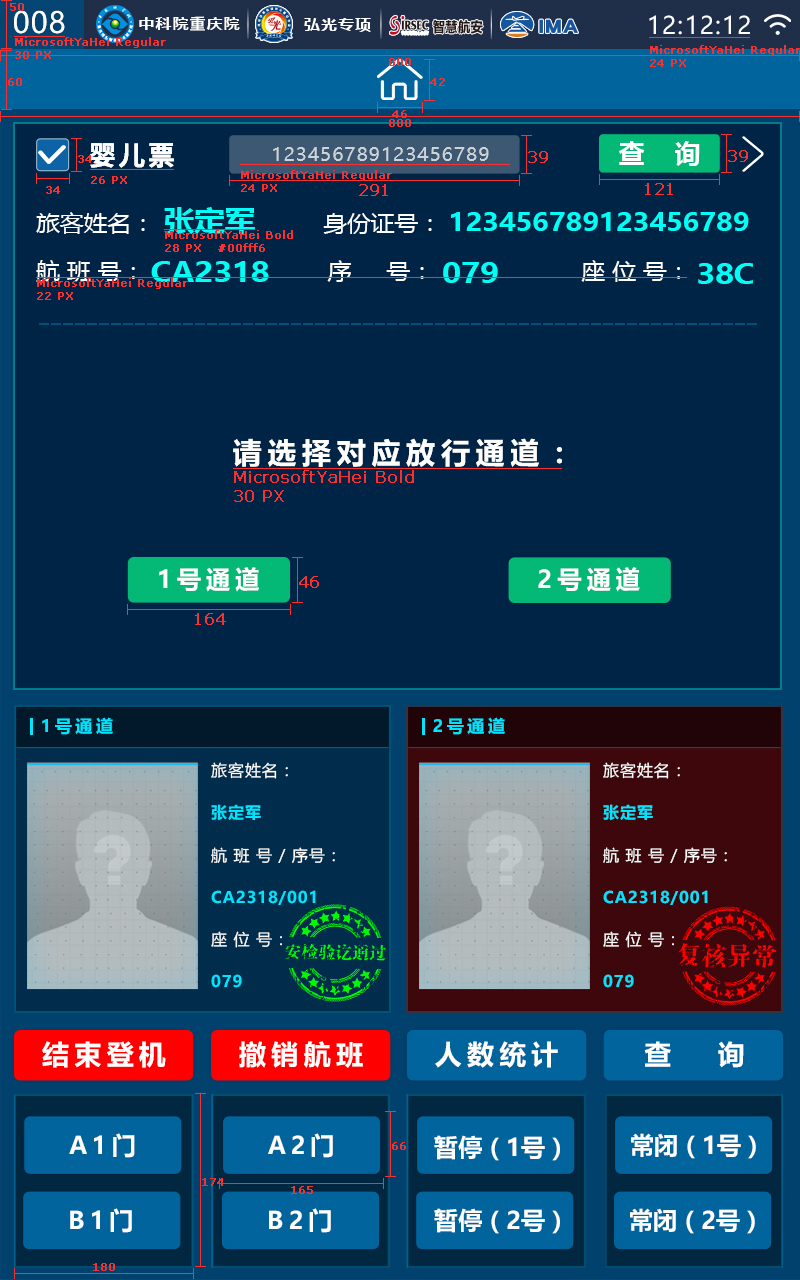 008 中科院重庆院 弘光专项 SIRSEC 智慧航安 IMA 12:12:12
50
MicrosoftYaHei Regular
30 PX
MicrosoftYaHei Regular
24 PX
60
800
42
46
800
婴儿票 123456789123456789 查 询
34
34
26 PX
MicrosoftYaHei Regular
24 PX
291
39
121
39
旅客姓名： 张定军 身份证号： 123456789123456789
MicrosoftYaHei Bold
28 PX #00fff6
航班号： CA2318 序 号： 079 座位号： 38C
MicrosoftYaHei Regular
22 PX
请选择对应放行通道：
MicrosoftYaHei Bold
30 PX
1号通道 2号通道
46
164
1号通道
旅客姓名：
张定军
航班号/序号：
CA2318/001
座位号：
079
安检验讫通过
2号通道
旅客姓名：
张定军
航班号/序号：
CA2318/001
座位号：
079
复核异常
结束登机 撤销航班 人数统计 查 询
A1门 A2门 暂停（1号） 常闭（1号）
66
174
165
B1门 B2门 暂停（2号） 常闭（2号）
180